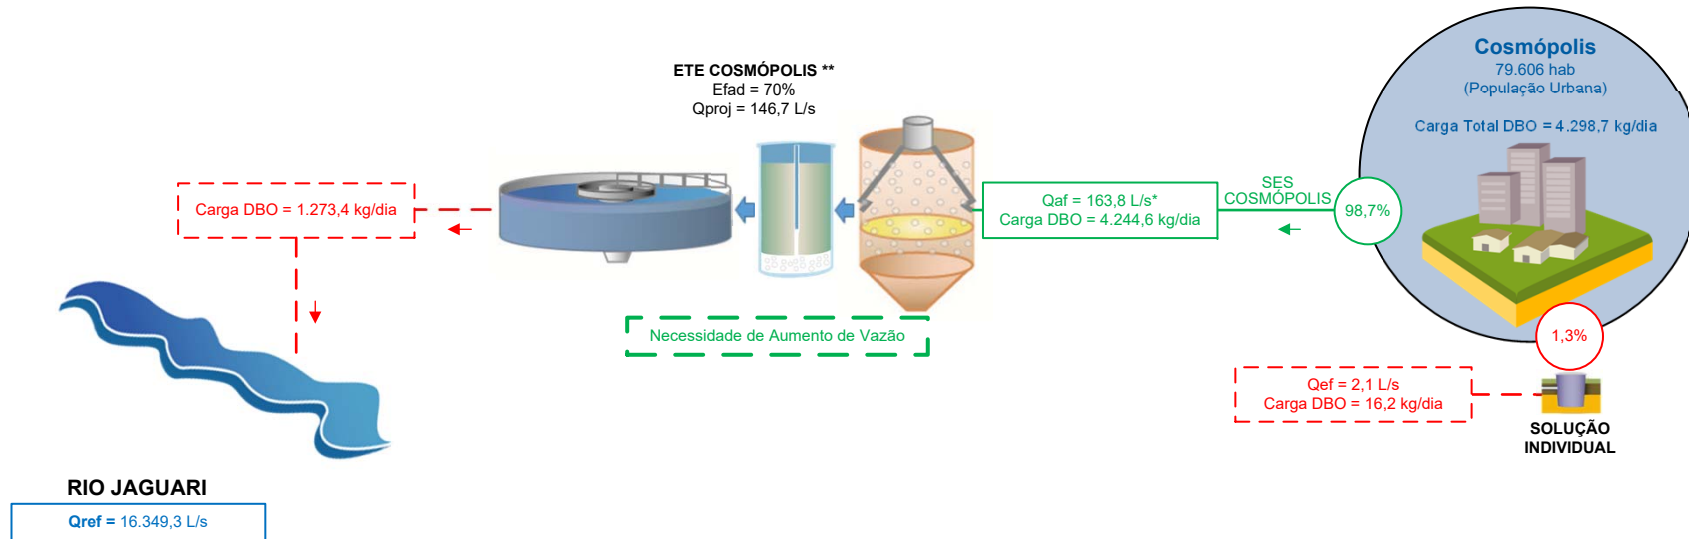 Cosmópolis
79.606 hab
(População Urbana)
Carga Total DBO = 4.298,7 kg/dia
98,7%
SES
COSMÓPOLIS
Qaf = 163,8 L/s*
Carga DBO = 4.244,6 kg/dia
ETE COSMÓPOLIS **
Efad = 70%
Qproj = 146,7 L/s
Necessidade de Aumento de Vazão
Carga DBO = 1.273,4 kg/dia
1,3%
Qef = 2,1 L/s
Carga DBO = 16,2 kg/dia
SOLUÇÃO
INDIVIDUAL
RIO JAGUARI
Qref = 16.349,3 L/s